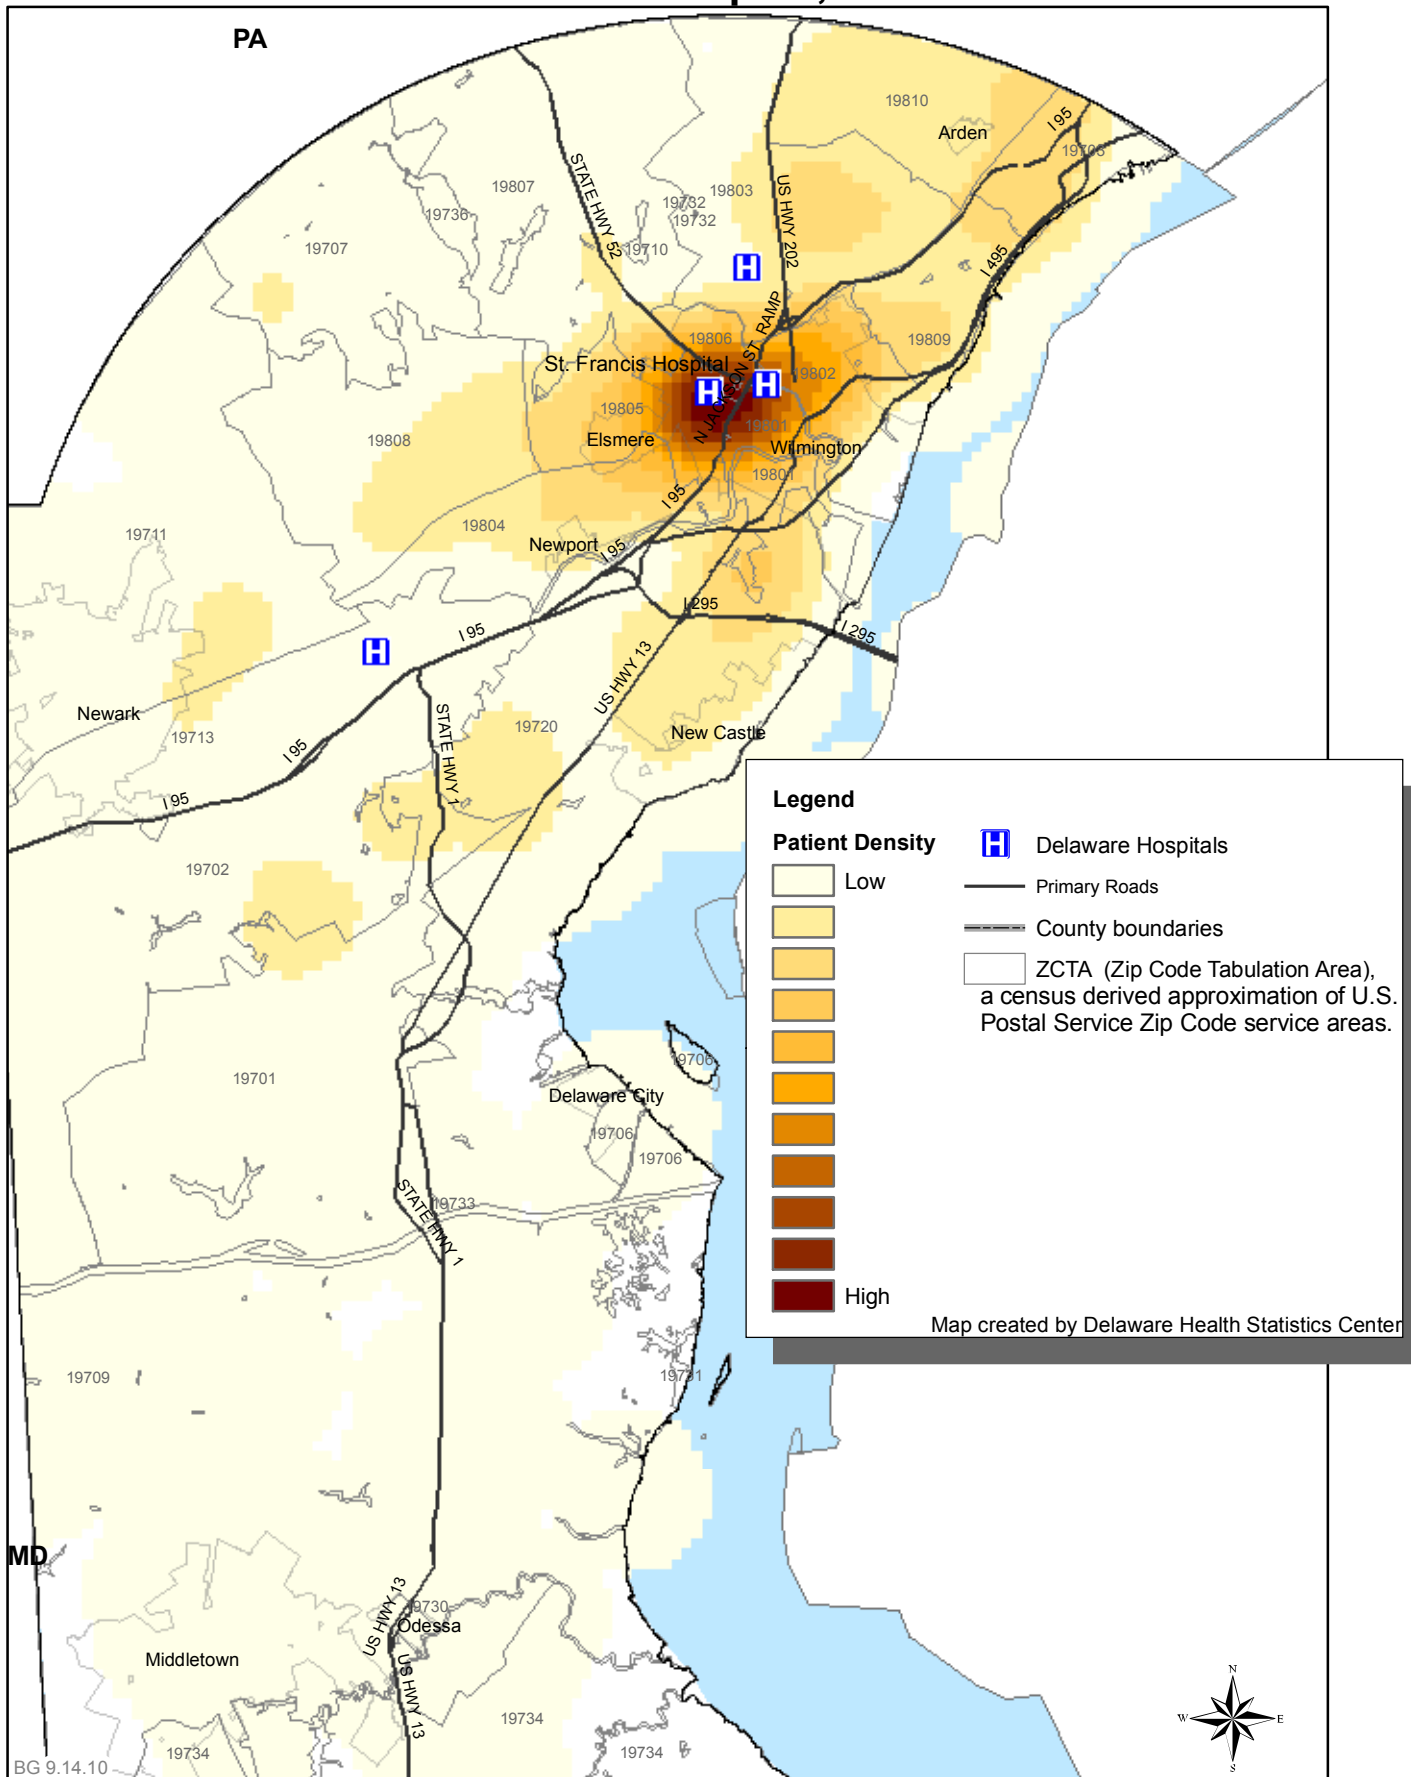 PA
19810
Arden
I 95
19703
STATE HWY 52
19807
19803
US HWY 202
19736
19732
19732
19707
19710
I 495
N JACKSON ST RAMP
19806
19809
St. Francis Hospital
H
H
H
19802
19805
19801
Elsmere
19808
Wilmington
19801
I 95
19804
19711
Newport
I 95
I 295
I 95
I 295
H
US HWY 13
Newark
STATE HWY 1
19720
New Castle
19713
I 95
I 95
19702
Legend
Patient Density
Low
High
H
Delaware Hospitals
Primary Roads
County boundaries
ZCTA (Zip Code Tabulation Area),
a census derived approximation of U.S.
Postal Service Zip Code service areas.
Map created by Delaware Health Statistics Center
19706
19701
Delaware City
19706
19706
STATE HWY 1
19733
19709
19731
MD
US HWY 13
19730
Odessa
Middletown
US HWY 13
19734
19734
19734
BG 9.14.10
N
W
E
S